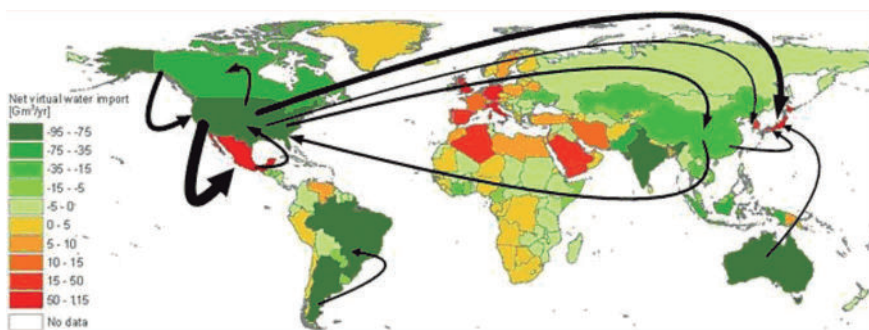 Net virtual water import
[Gm³/yr]
-95 - -75
-75 - -35
-35 - -15
-15 - -5
-5 - 0
0 - 5
5 - 10
10 - 15
15 - 50
50 - 115
No data